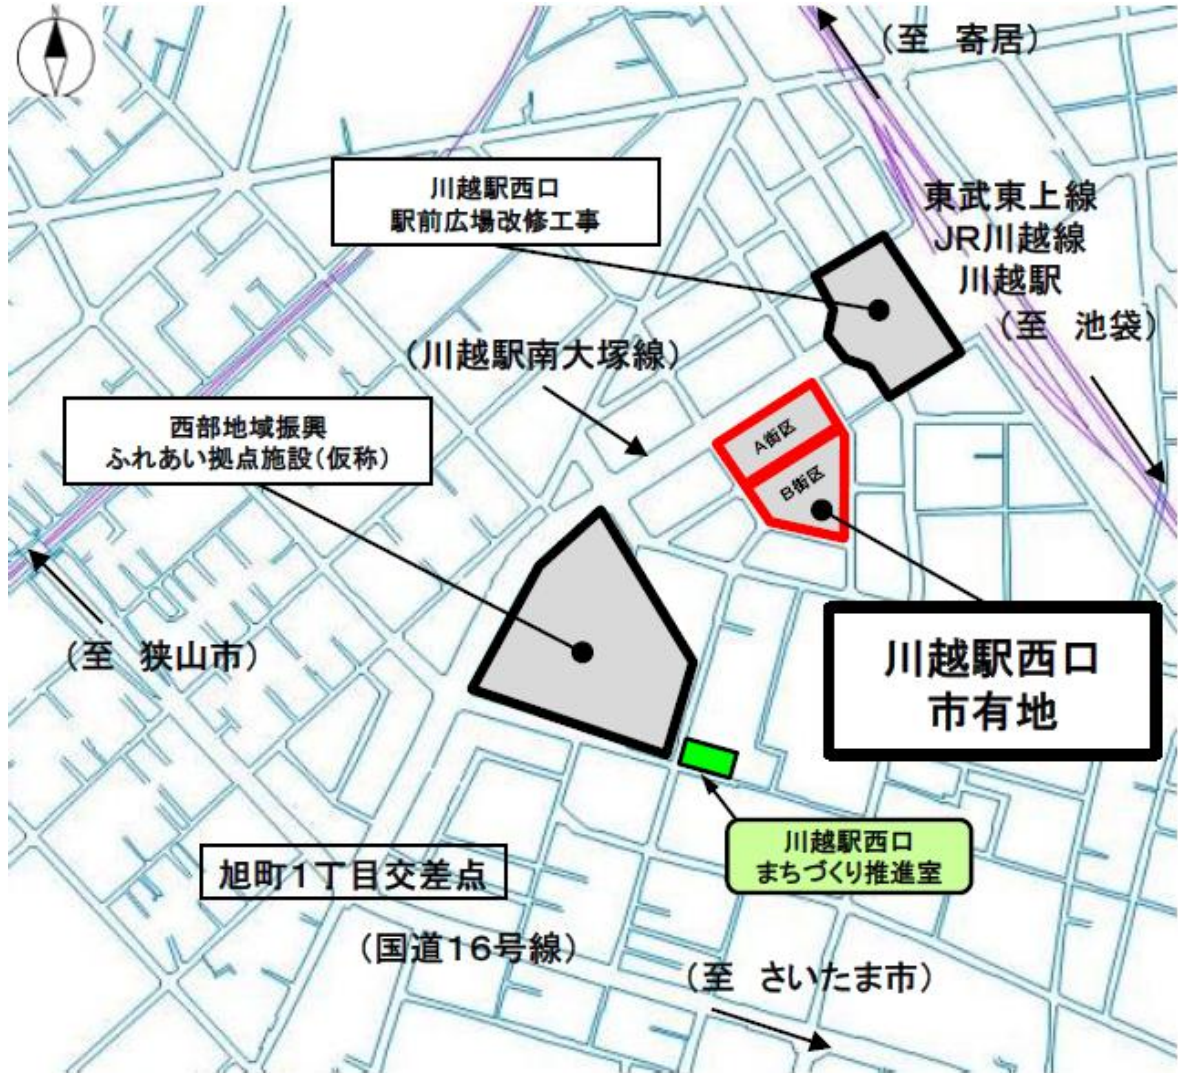 N
（至　寄居）
川越駅西口
駅前広場改修工事
東武東上線
JR川越線
川越駅
（至　池袋）
（川越駅南大塚線）
西部地域振興
ふれあい拠点施設（仮称）
A街区
B街区
（至　狭山市）
川越駅西口
市有地
川越駅西口
まちづくり推進室
旭町1丁目交差点
（国道16号線）
（至　さいたま市）